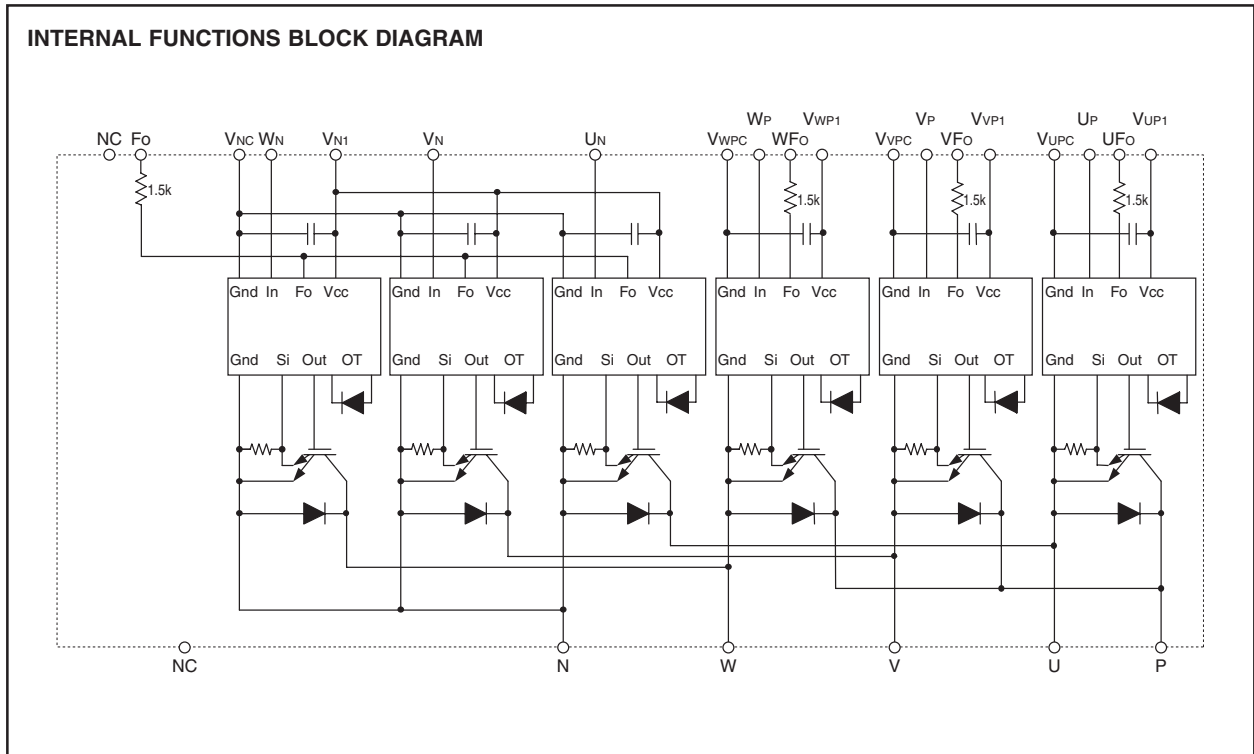 INTERNAL FUNCTIONS BLOCK DIAGRAM
WP VWP1 VP VVP1 UP VUP1
NC Fo VNC WN VN1 VN UN VWPC WFO VVPC VFO VUPC UFO
1.5k 1.5k 1.5k 1.5k
Gnd In Fo Vcc Gnd In Fo Vcc Gnd In Fo Vcc Gnd In Fo Vcc Gnd In Fo Vcc Gnd In Fo Vcc
Gnd Si Out OT Gnd Si Out OT Gnd Si Out OT Gnd Si Out OT Gnd Si Out OT Gnd Si Out OT
NC N W V U P